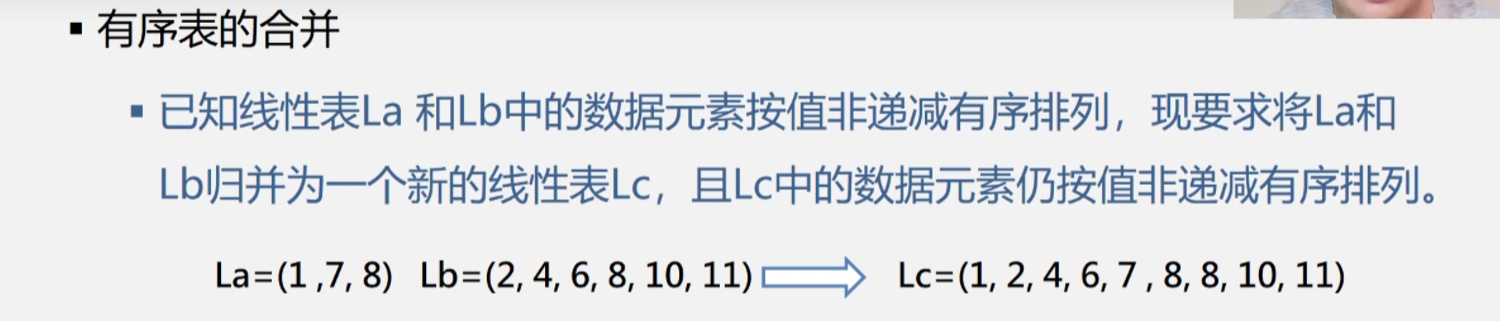 ▪ 有序表的合并
▪ 已知线性表La 和Lb中的数据元素按值非递减有序排列，现要求将La和
Lb归并为一个新的线性表Lc，且Lc中的数据元素仍按值非递减有序排列。
La=(1 ,7, 8) Lb=(2, 4, 6, 8, 10, 11) Lc=(1, 2, 4, 6, 7 , 8, 8, 10, 11)